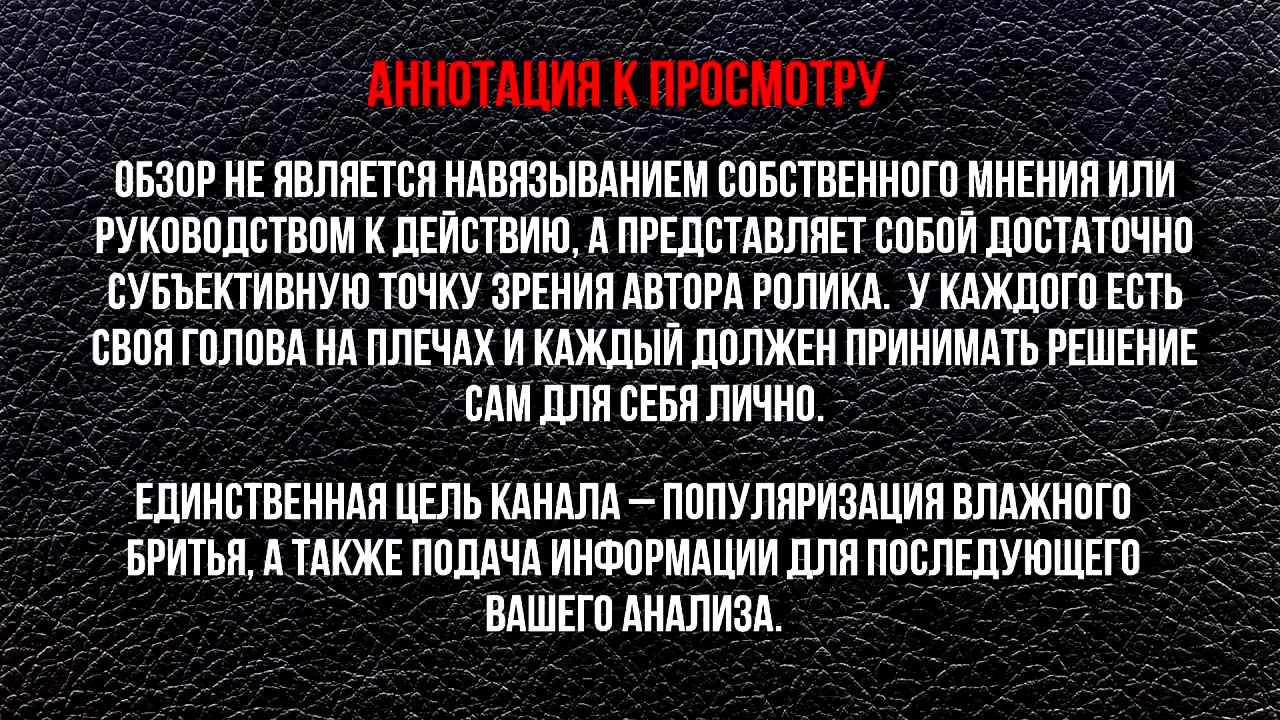 АННОТАЦИЯ К ПРОСМОТРУ
ОБЗОР НЕ ЯВЛЯЕТСЯ НАВЯЗЫВАНИЕМ СОБСТВЕННОГО МНЕНИЯ ИЛИ
РУКОВОДСТВОМ К ДЕЙСТВИЮ, А ПРЕДСТАВЛЯЕТ СОБОЙ ДОСТАТОЧНО
СУБЪЕКТИВНУЮ ТОЧКУ ЗРЕНИЯ АВТОРА РОЛИКА. У КАЖДОГО ЕСТЬ
СВОЯ ГОЛОВА НА ПЛЕЧАХ И КАЖДЫЙ ДОЛЖЕН ПРИНИМАТЬ РЕШЕНИЕ
САМ ДЛЯ СЕБЯ ЛИЧНО.
ЕДИНСТВЕННАЯ ЦЕЛЬ КАНАЛА – ПОПУЛЯРИЗАЦИЯ ВЛАЖНОГО
БРИТЬЯ, А ТАКЖЕ ПОДАЧА ИНФОРМАЦИИ ДЛЯ ПОСЛЕДУЮЩЕГО
ВАШЕГО АНАЛИЗА.